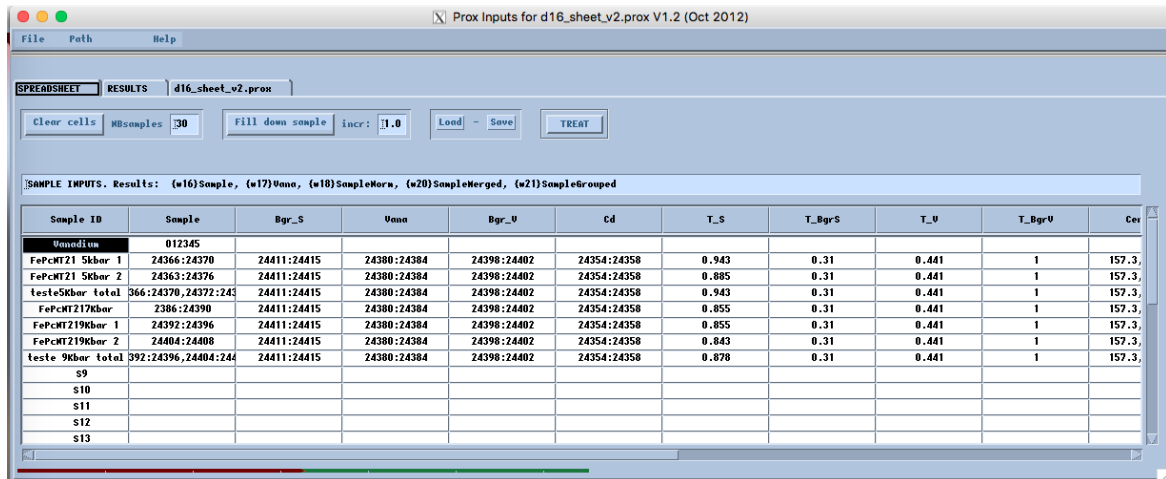 Prox Inputs for d16_sheet_v2.prox V1.2 (Oct 2012)
File Path Help
SPREADSHEET RESULTS d16_sheet_v2.prox
Clear cells NBsamples 30 Fill down sample incr: 1.0 Load - Save TREAT
SAMPLE INPUTS. Results: {w16}Sample, {w17}Vana, {w18}SampleNorm, {w20}SampleMerged, {w21}SampleGrouped
Sample ID Sample Bgr_S Vana Bgr_V Cd T_S T_BgrS T_V T_BgrV Cer
Vanadium 012345
FePcNT21 5kbar 1 24366:24370 24411:24415 24380:24384 24398:24402 24354:24358 0.943 0.31 0.441 1 157.3,
FePcNT21 5Kbar 2 24363:24376 24411:24415 24380:24384 24398:24402 24354:24358 0.885 0.31 0.441 1 157.3,
teste5Kbar total 366:24370,24372:243 24411:24415 24380:24384 24398:24402 24354:24358 0.943 0.31 0.441 1 157.3,
FePcNT217Kbar 2386:24390 24411:24415 24380:24384 24398:24402 24354:24358 0.855 0.31 0.441 1 157.3,
FePcNT219Kbar 1 24392:24396 24411:24415 24380:24384 24398:24402 24354:24358 0.855 0.31 0.441 1 157.3,
FePcNT219Kbar 2 24404:24408 24411:24415 24380:24384 24398:24402 24354:24358 0.843 0.31 0.441 1 157.3,
teste 9Kbar total 392:24396,24404:244 24411:24415 24380:24384 24398:24402 24354:24358 0.878 0.31 0.441 1 157.3,
S9
S10
S11
S12
S13